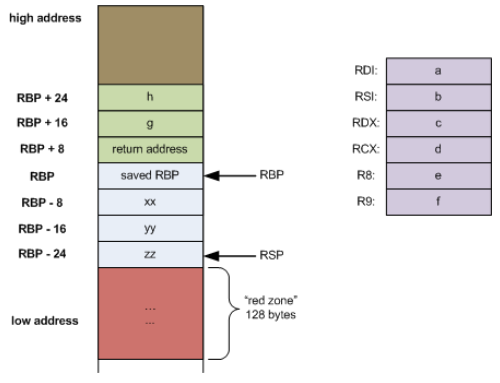 high address
RBP + 24 h
RBP + 16 g
RBP + 8 return address
RBP saved RBP RBP
RBP - 8 xx
RBP - 16 yy
RBP - 24 zz RSP
...
...
low address
"red zone"
128 bytes
RDI: a
RSI: b
RDX: c
RCX: d
R8: e
R9: f